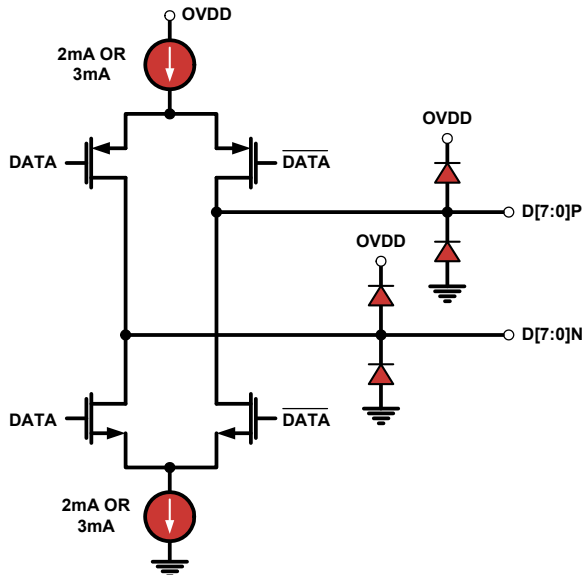 OVDD
2mA OR
3mA
OVDD
DATA
DATA
D[7:0]P
OVDD
D[7:0]N
DATA
DATA
2mA OR
3mA